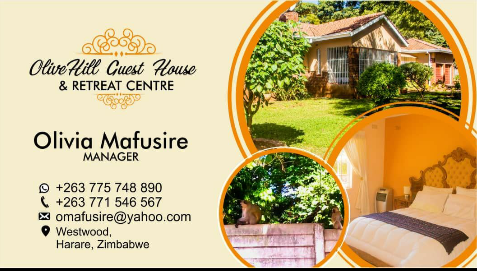 OliveHill Guest House
& RETREAT CENTRE
Olivia Mafusire
MANAGER
+263 775 748 890
+263 771 546 567
omafusire@yahoo.com
Westwood,
Harare, Zimbabwe